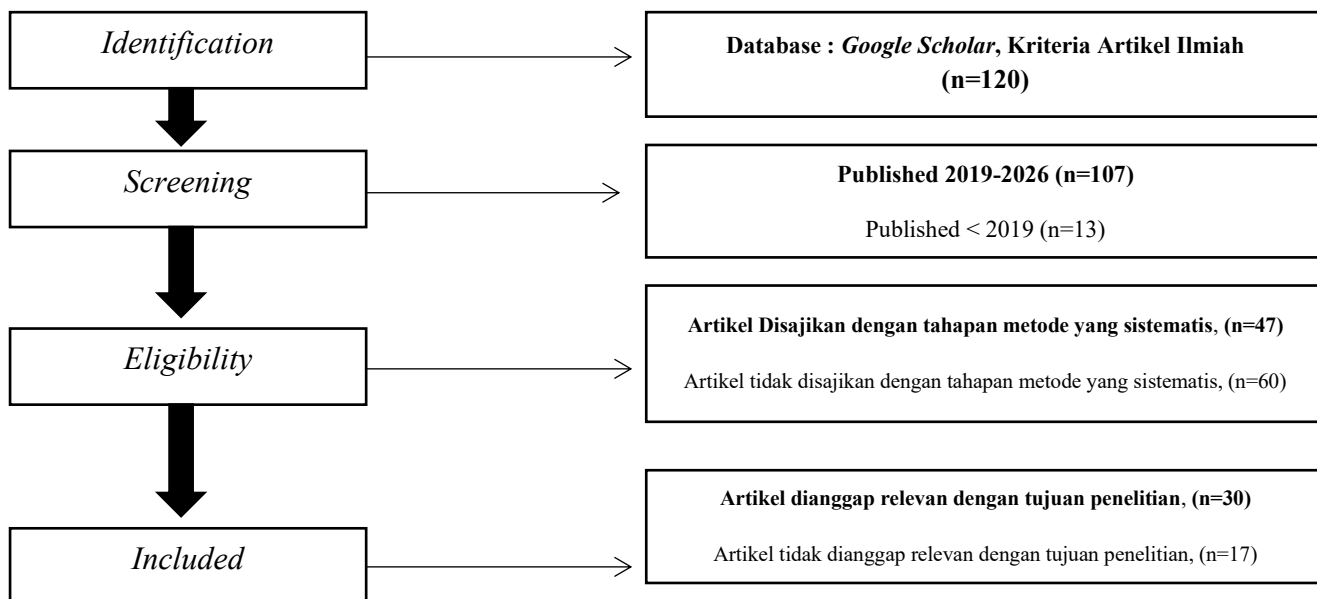 Identification
Database : Google Scholar, Kriteria Artikel Ilmiah
(n=120)
Screening
Published 2019-2026 (n=107)
Published < 2019 (n=13)
Eligibility
Artikel Disajikan dengan tahapan metode yang sistematis, (n=47)
Artikel tidak disajikan dengan tahapan metode yang sistematis, (n=60)
Included
Artikel dianggap relevan dengan tujuan penelitian, (n=30)
Artikel tidak dianggap relevan dengan tujuan penelitian, (n=17)